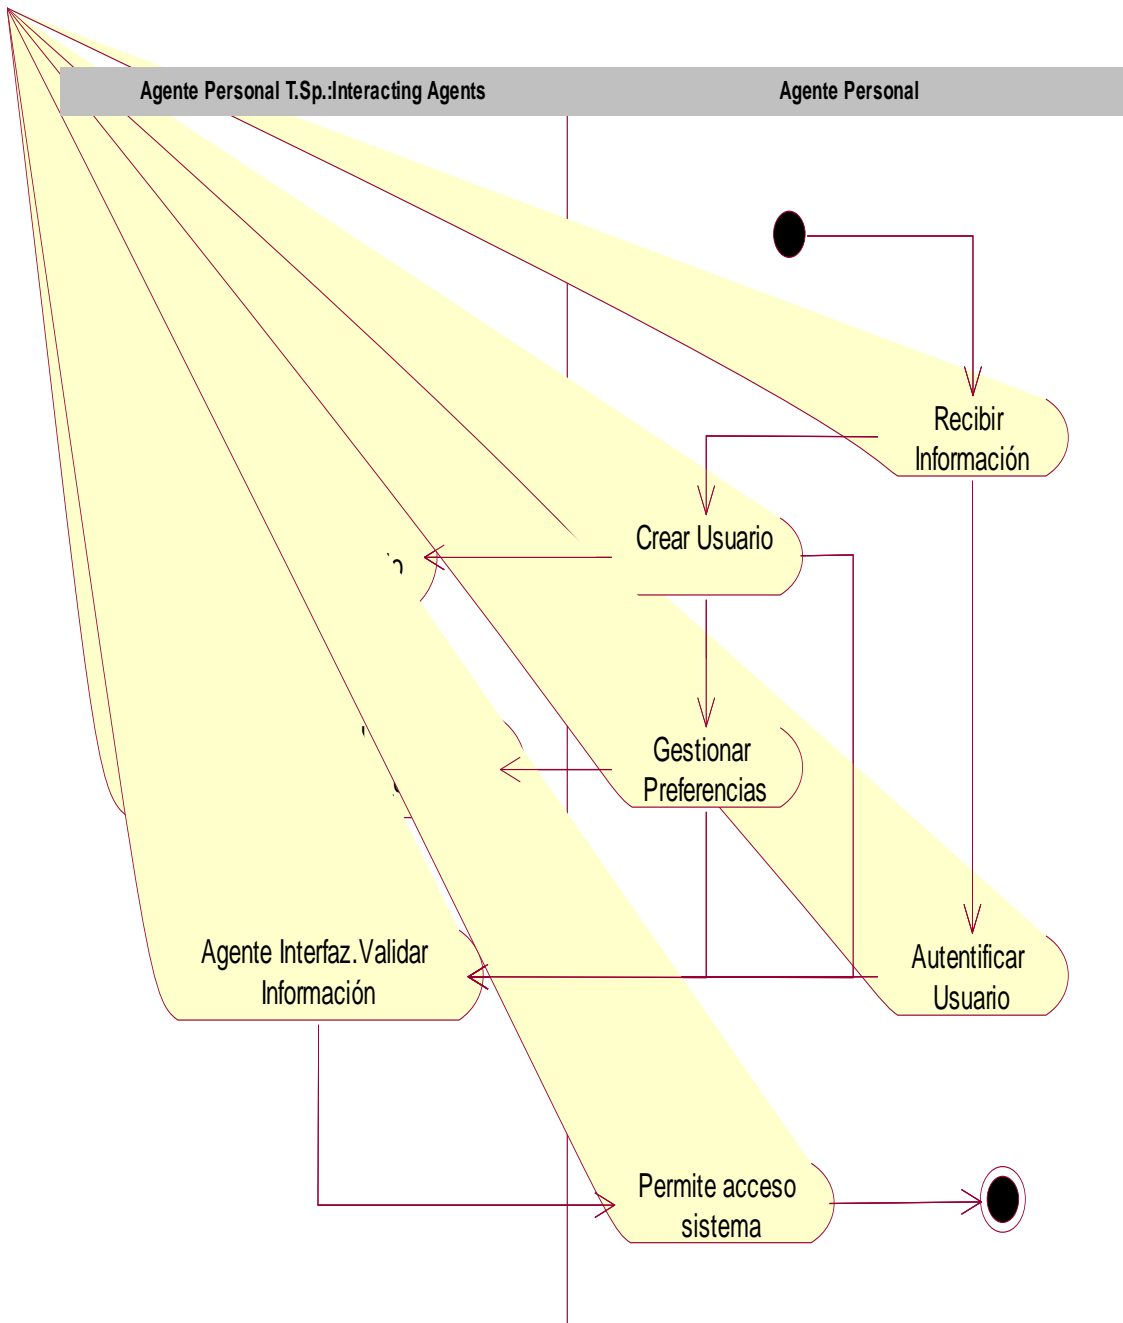 Agente Personal T.Sp.:Interacting Agents
Agente Personal
Recibir
Información
Crear Usuario
Gestionar
Preferencias
Agente Interfaz.Validar
Información
Autentificar
Usuario
Permite acceso
sistema